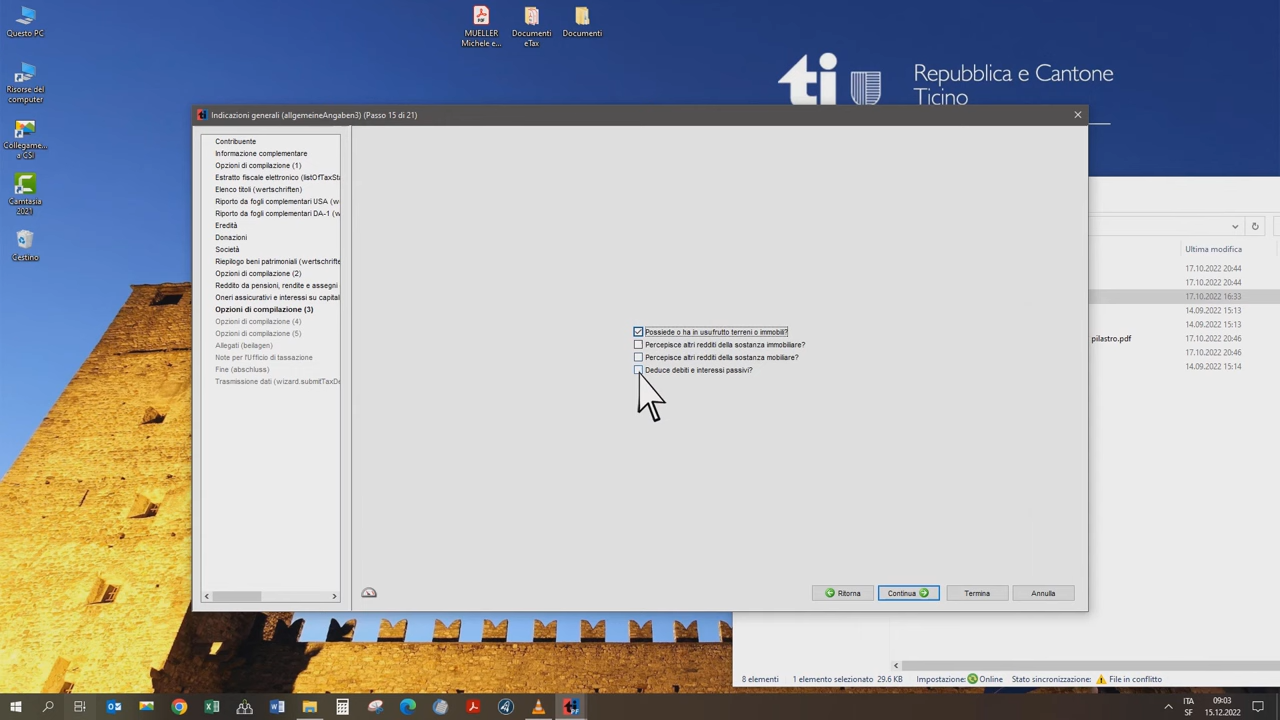 Questo PC
Risorse del
computer
Collegame...
a CSI
Camtasia
2021
Cestino
MUELLER
Michele e...
Documenti
eTax
Documenti
ti
Repubblica e Cantone
Ticino
Indicazioni generali (allgemeineAngaben3) (Passo 15 di 21)
Contribuente
Informazione complementare
Opzioni di compilazione (1)
Estratto fiscale elettronico (listOfTaxSta
Elenco titoli (wertschriften)
Riporto da fogli complementari USA (w
Riporto da fogli complementari DA-1 (w
Eredità
Donazioni
Società
Riepilogo beni patrimoniali (wertschrifte
Opzioni di compilazione (2)
Reddito da pensioni, rendite e assegni
Oneri assicurativi e interessi su capital
Opzioni di compilazione (3)
Opzioni di compilazione (4)
Opzioni di compilazione (5)
Allegati (beilagen)
Note per l'Ufficio di tassazione
Fine (abschluss)
Trasmissione dati (wizard.submitTaxDe
Possiede o ha in usufrutto terreni o immobili?
Percepisce altri redditi della sostanza immobiliare?
Percepisce altri redditi della sostanza mobiliare?
Deduce debiti e interessi passivi?
Ritorna
Continua
Termina
Annulla
Ultima modifica
17.10.2022 20:44
17.10.2022 20:44
17.10.2022 16:33
14.09.2022 15:13
14.09.2022 15:13
pilastro.pdf
17.10.2022 20:46
17.10.2022 20:46
14.09.2022 15:14
8 elementi 1 elemento selezionato 29.6 KB Impostazione: Online Stato sincronizzazione: File in conflitto
ITA
SF
09:03
15.12.2022